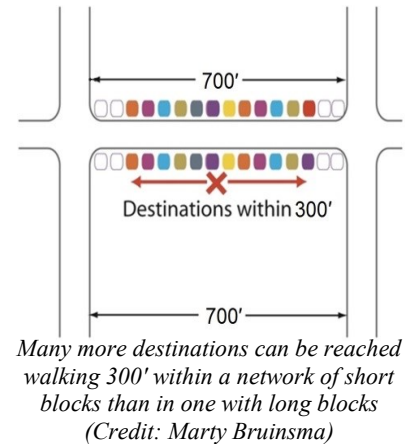 700'
Destinations within 300'
700'
Many more destinations can be reached
walking 300' within a network of short
blocks than in one with long blocks
(Credit: Marty Bruinsma)